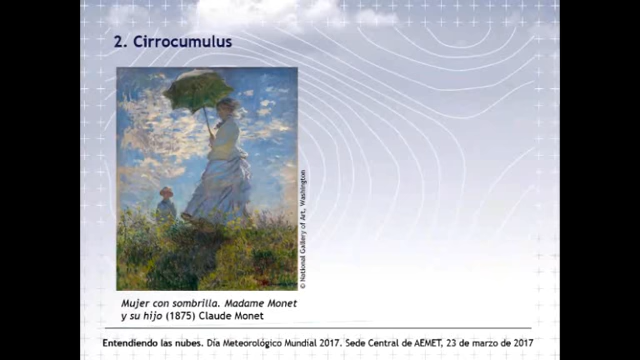 2. Cirrocumulus
© National Gallery of Art, Washington
Mujer con sombrilla. Madame Monet
y su hijo (1875) Claude Monet
Entendiendo las nubes. Día Meteorológico Mundial 2017. Sede Central de AEMET, 23 de marzo de 2017